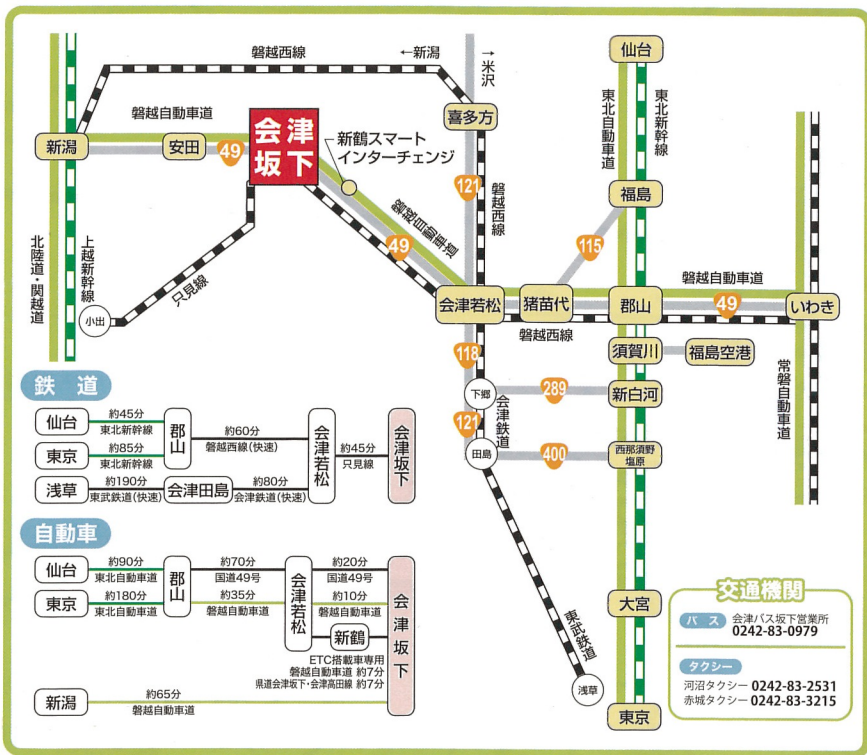 磐越西線
←新潟
→米沢
仙台
磐越自動車道
会津
坂下
新鶴スマート
インターチェンジ
喜多方
東北自動車道
東北新幹線
新潟
安田
49
121
磐越西線
福島
磐越自動車道
49
115
北陸道・関越道
上越新幹線
只見線
小出
磐越自動車道
会津若松
猪苗代
郡山
49
いわき
磐越西線
118
須賀川
福島空港
下郷
289
新白河
会津鉄道
常磐自動車道
121
田島
400
西那須野
塩原
東武鉄道
大宮
浅草
東京
鉄道
仙台
約45分
東北新幹線
東京
約85分
東北新幹線
郡山
約60分
磐越西線(快速)
浅草
約190分
東武鉄道(快速)
会津田島
約80分
会津鉄道(快速)
会津若松
約45分
只見線
会津坂下
自動車
仙台
約90分
東北自動車道
東京
約180分
東北自動車道
郡山
約70分
国道49号
約35分
磐越自動車道
会津若松
約20分
国道49号
約10分
磐越自動車道
新鶴
ETC搭載車専用
磐越自動車道 約7分
県道会津坂下・会津高田線 約7分
新潟
約65分
磐越自動車道
会津坂下
交通機関
バス
会津バス坂下営業所
0242-83-0979
タクシー
河沼タクシー 0242-83-2531
赤城タクシー 0242-83-3215